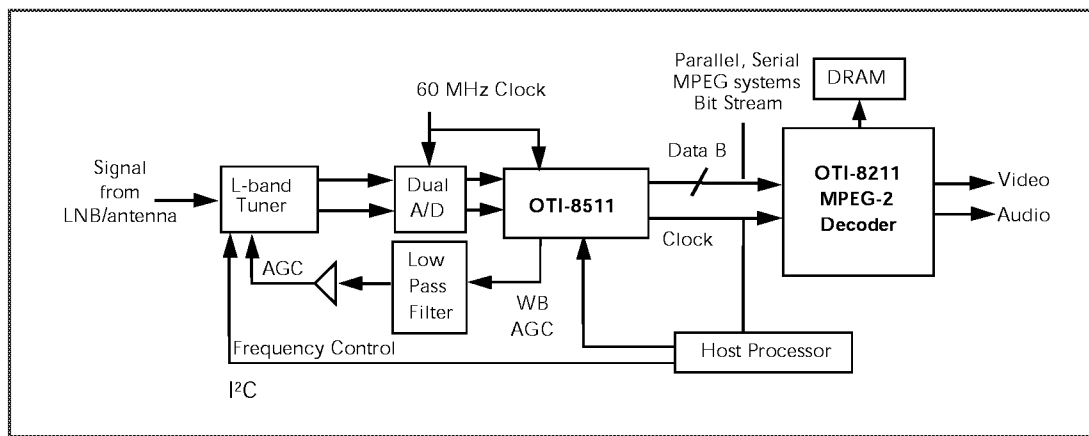 Parallel, Serial
MPEG systems
Bit Stream
DRAM
60 MHz Clock
Signal
from
LNB/antenna
L-band
Tuner
Dual
A/D
OTI-8511
Data B
Clock
OTI-8211
MPEG-2
Decoder
Video
Audio
AGC
Low
Pass
Filter
WB
AGC
Host Processor
Frequency Control
I²C